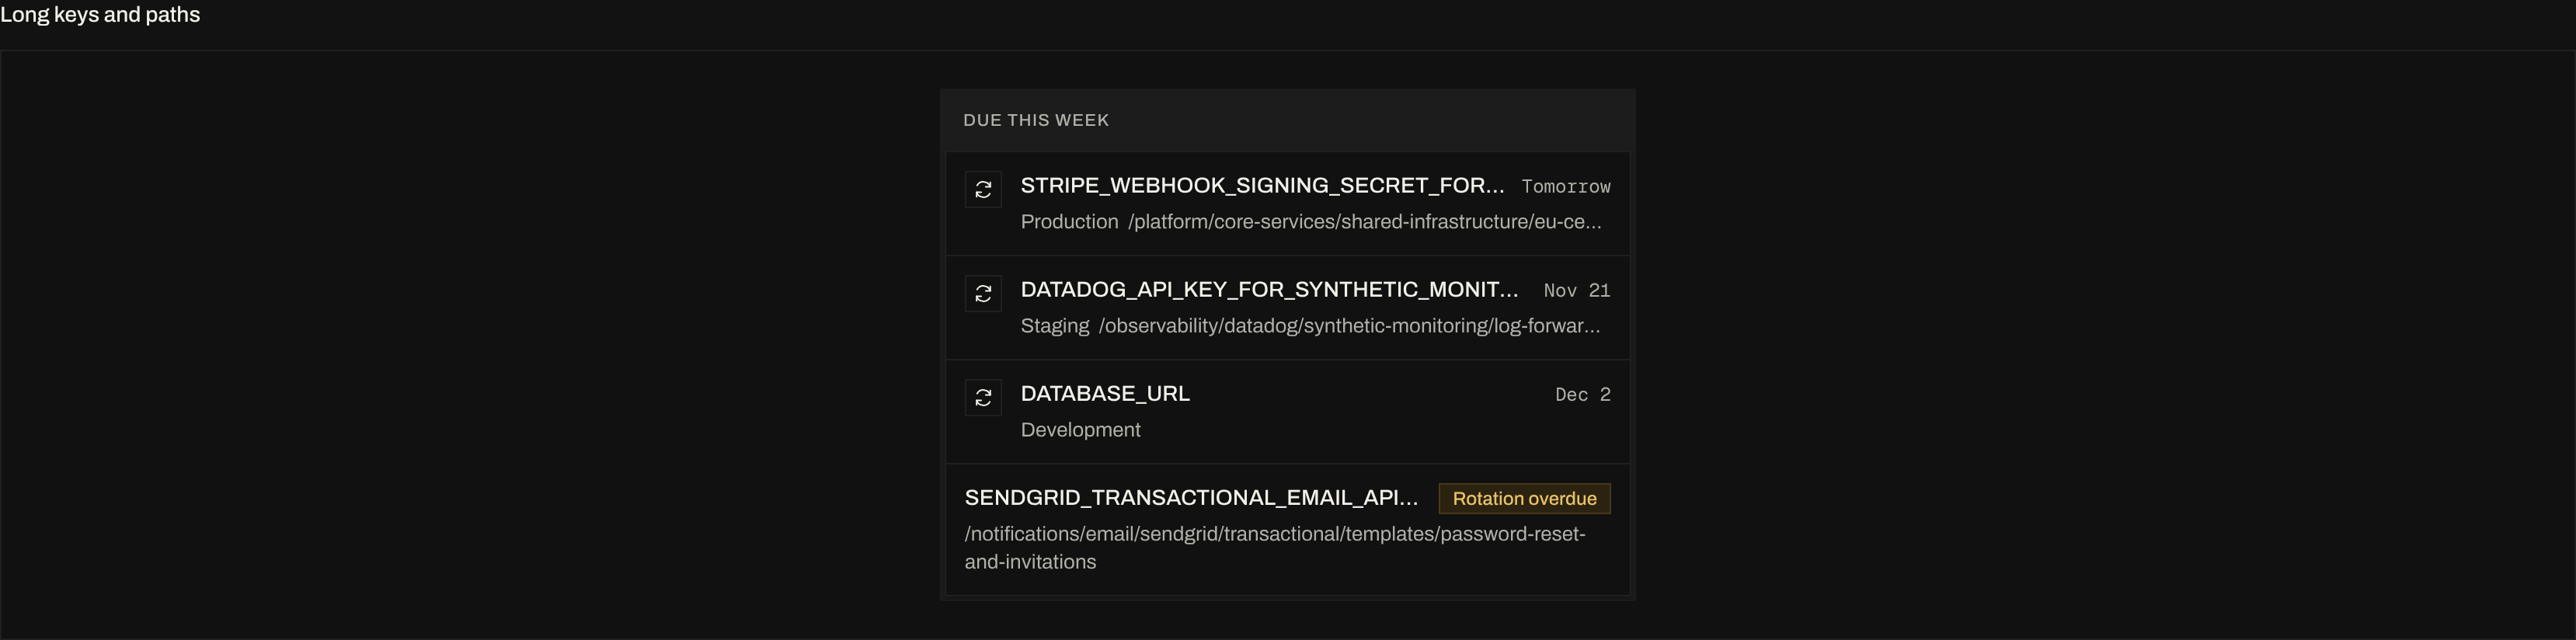 Long keys and paths
DUE THIS WEEK
STRIPE_WEBHOOK_SIGNING_SECRET_FOR... Tomorrow
Production /platform/core-services/shared-infrastructure/eu-ce...
DATADOG_API_KEY_FOR_SYNTHETIC_MONIT... Nov 21
Staging /observability/datadog/synthetic-monitoring/log-forwar...
DATABASE_URL Dec 2
Development
SENDGRID_TRANSACTIONAL_EMAIL_API... Rotation overdue
/notifications/email/sendgrid/transactional/templates/password-reset-
and-invitations